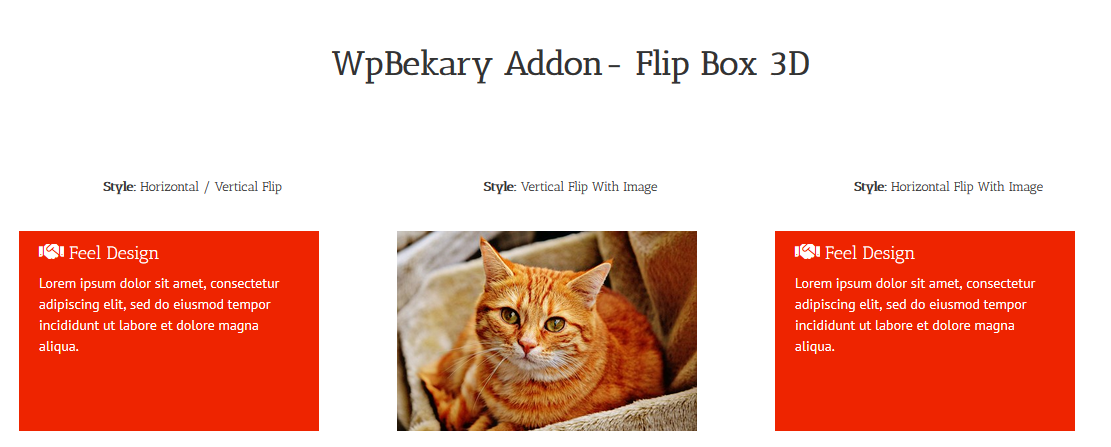 WpBekary Addon- Flip Box 3D
Style: Horizontal / Vertical Flip
Style: Vertical Flip With Image
Style: Horizontal Flip With Image
Feel Design
Lorem ipsum dolor sit amet, consectetur
adipiscing elit, sed do eiusmod tempor
incididunt ut labore et dolore magna
aliqua.
Feel Design
Lorem ipsum dolor sit amet, consectetur
adipiscing elit, sed do eiusmod tempor
incididunt ut labore et dolore magna
aliqua.